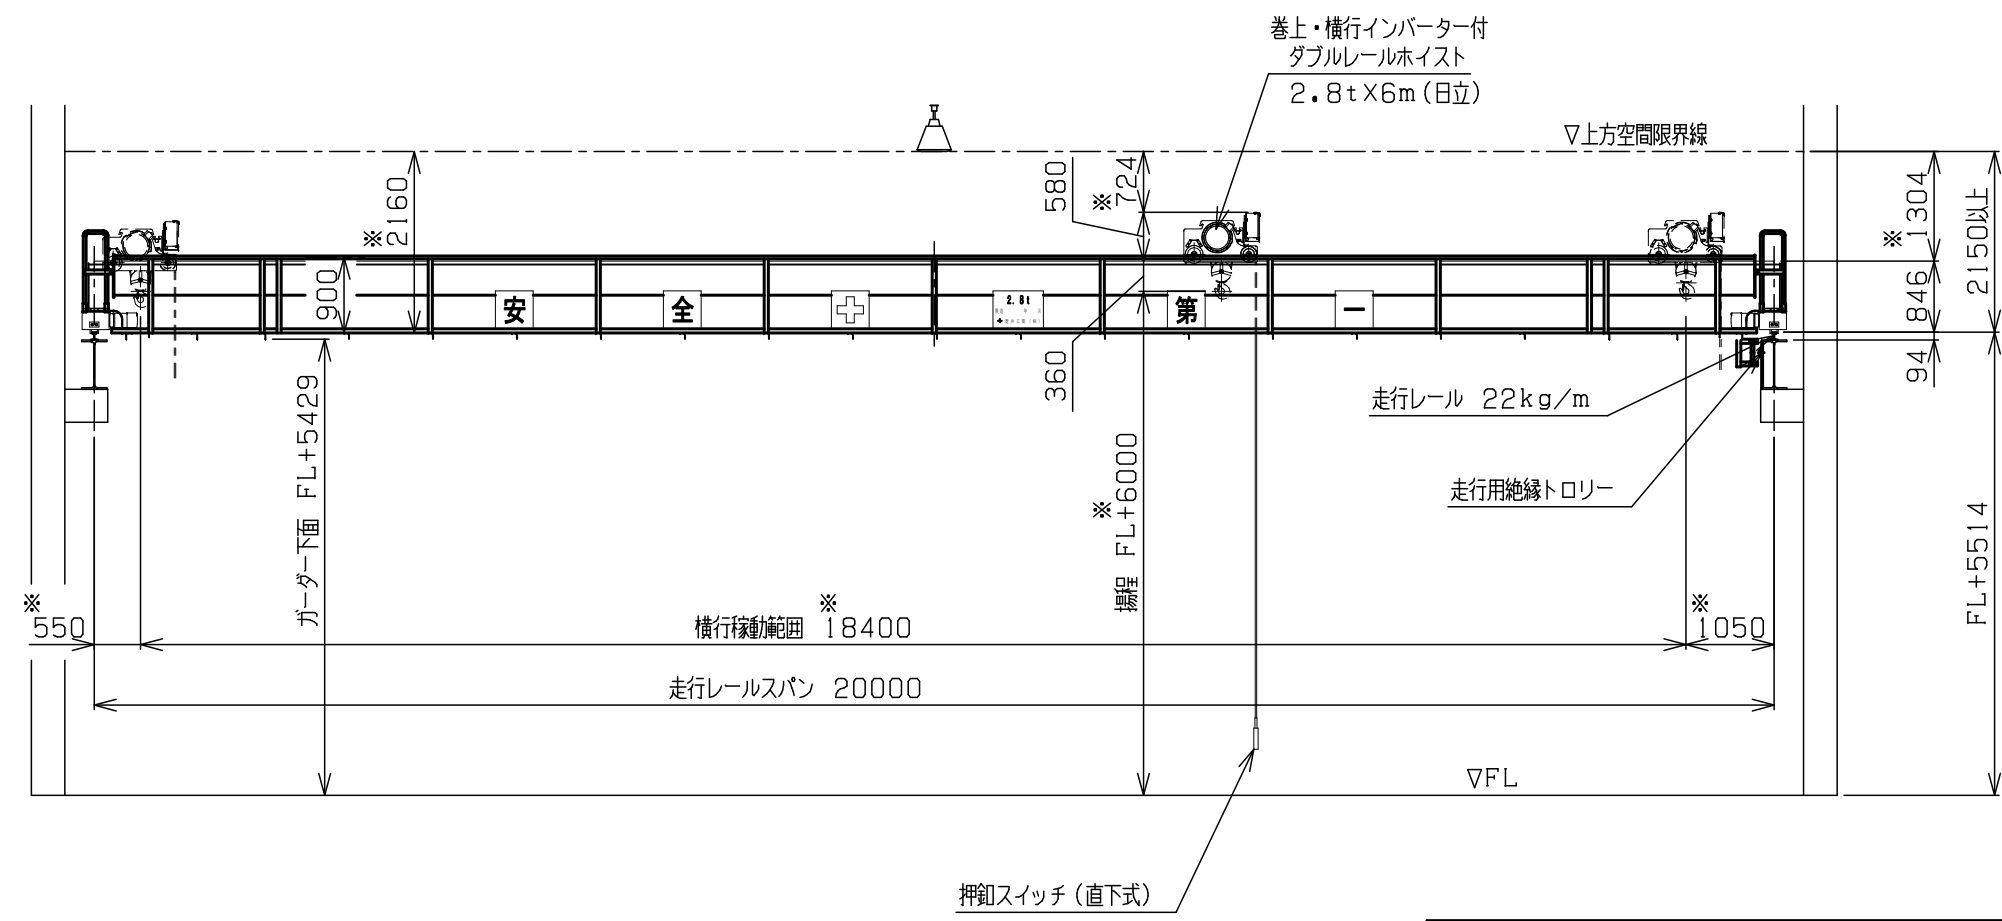 巻上・横行インバーター付
ダブルレールホイスト
2.8t×6m(日立)
▽上方空間限界線
※
2160
580
※
724
※
1304
2150以上
900
846
安
全
2.8t
第
一
360
94
走行レール 22kg/m
ガーダー下面 FL+5429
※
揚程 FL+6000
走行用絶縁トロリー
FL+5514
※
550
※
横行稼動範囲 18400
※
1050
走行レールスパン 20000
▽FL
押釦スイッチ(直下式)